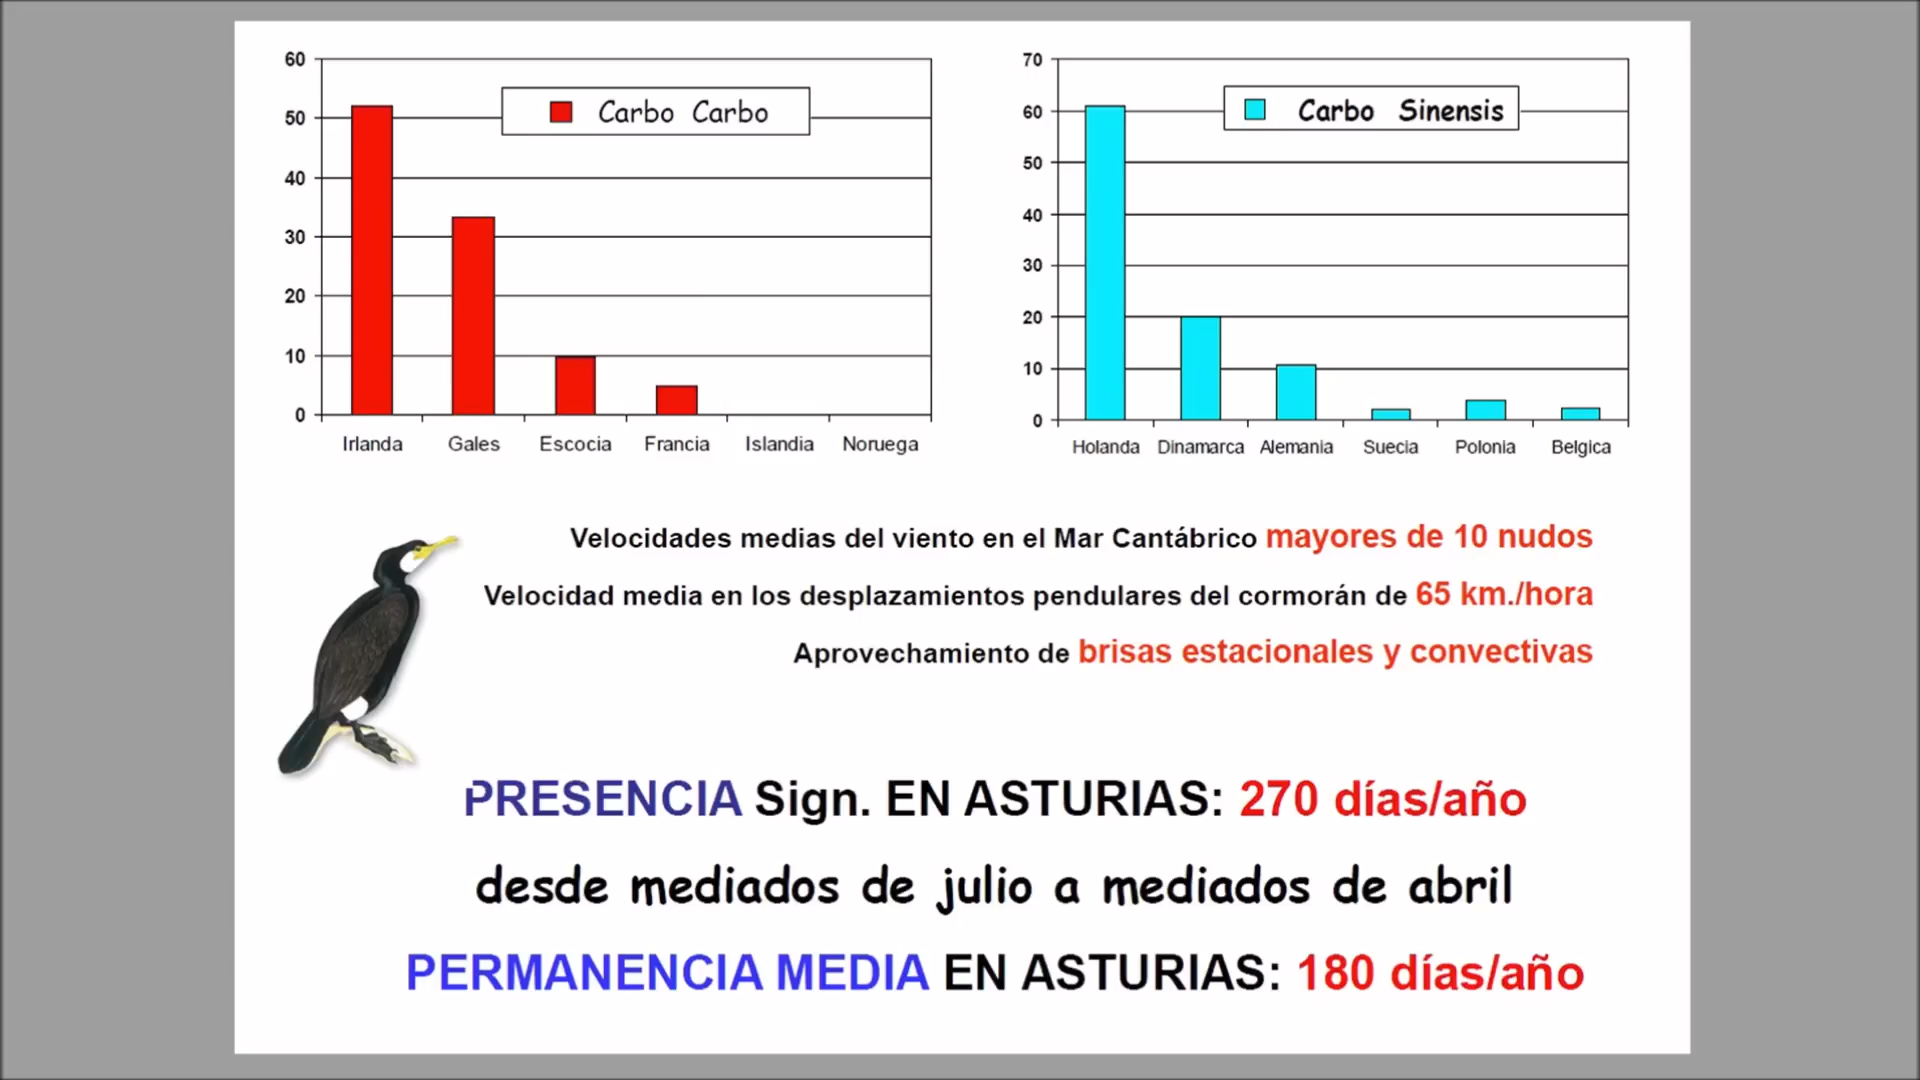 60
50
40
30
20
10
0
Carbo Carbo
Irlanda Gales Escocia Francia Islandia Noruega
70
60
50
40
30
20
10
0
Carbo Sinensis
Holanda Dinamarca Alemania Suecia Polonia Belgica
Velocidades medias del viento en el Mar Cantábrico mayores de 10 nudos
Velocidad media en los desplazamientos pendulares del cormorán de 65 km./hora
Aprovechamiento de brisas estacionales y convectivas
PRESENCIA Sign. EN ASTURIAS: 270 días/año
desde mediados de julio a mediados de abril
PERMANENCIA MEDIA EN ASTURIAS: 180 días/año